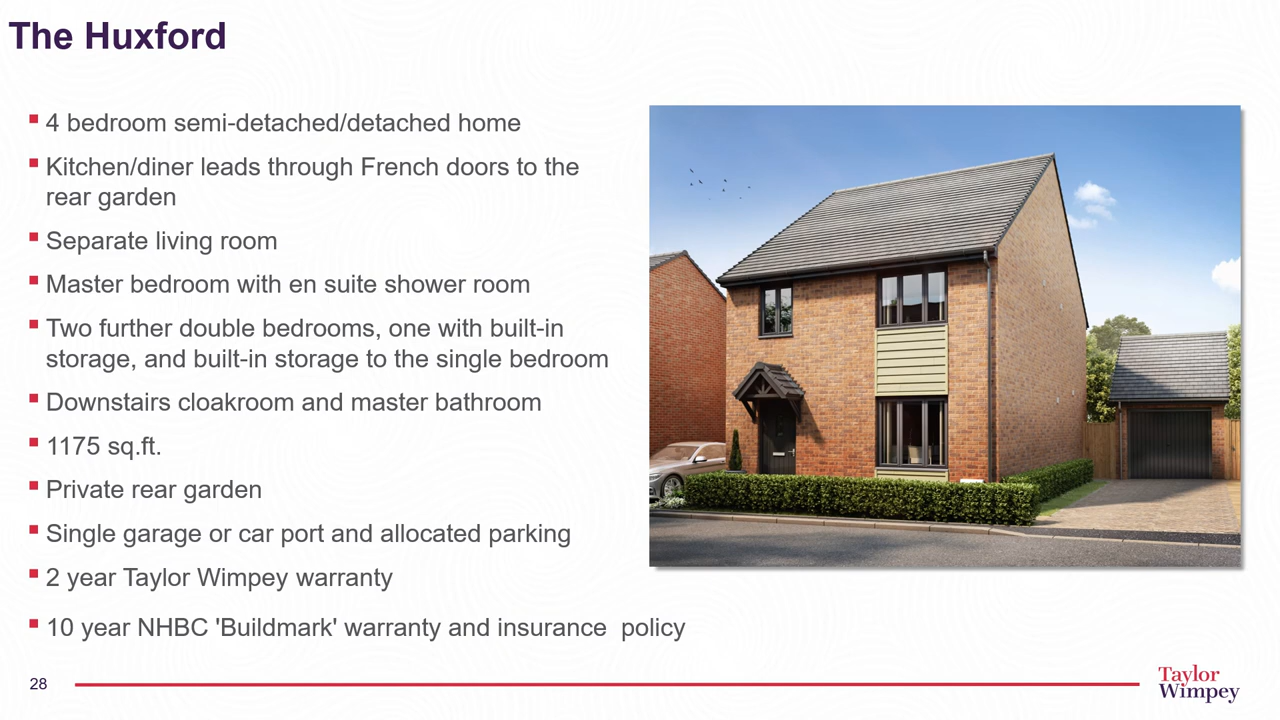 The Huxford
4 bedroom semi-detached/detached home
Kitchen/diner leads through French doors to the
rear garden
Separate living room
Master bedroom with en suite shower room
Two further double bedrooms, one with built-in
storage, and built-in storage to the single bedroom
Downstairs cloakroom and master bathroom
1175 sq.ft.
Private rear garden
Single garage or car port and allocated parking
2 year Taylor Wimpey warranty
10 year NHBC 'Buildmark' warranty and insurance  policy
28
Taylor
Wimpey